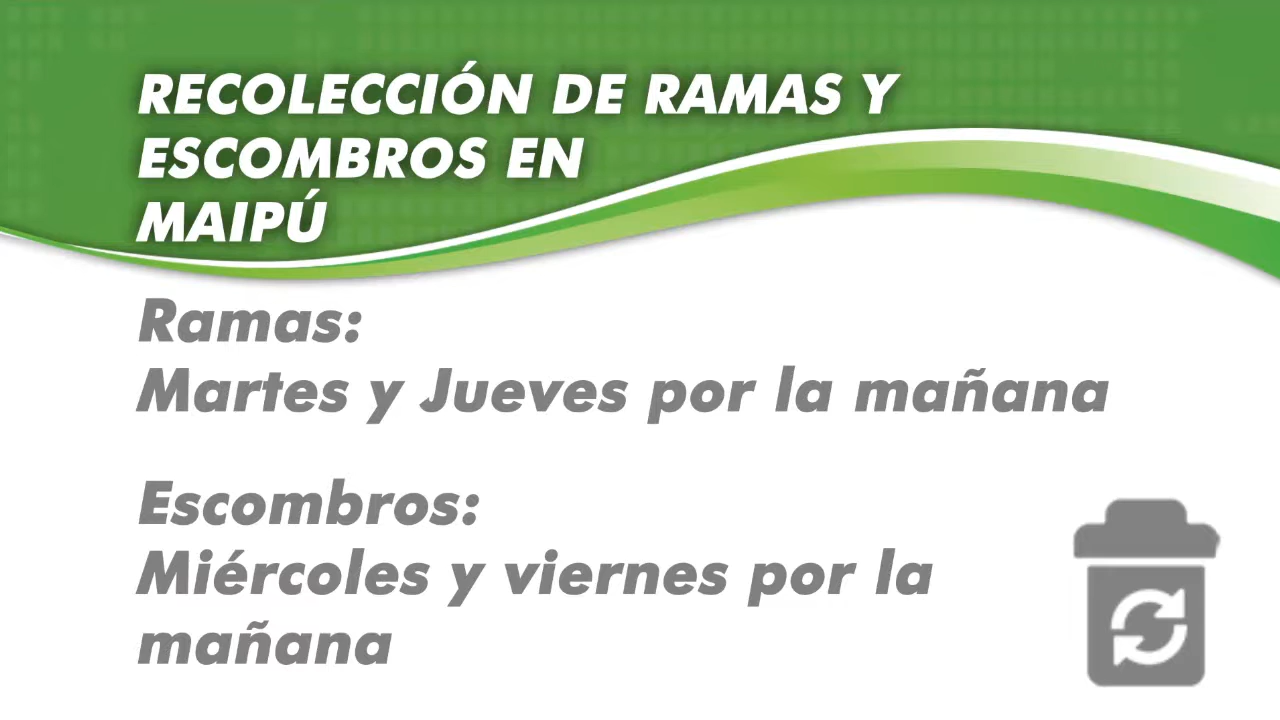 RECOLECCIÓN DE RAMAS Y
ESCOMBROS EN
MAIPÚ
Ramas:
Martes y Jueves por la mañana
Escombros:
Miércoles y viernes por la
mañana